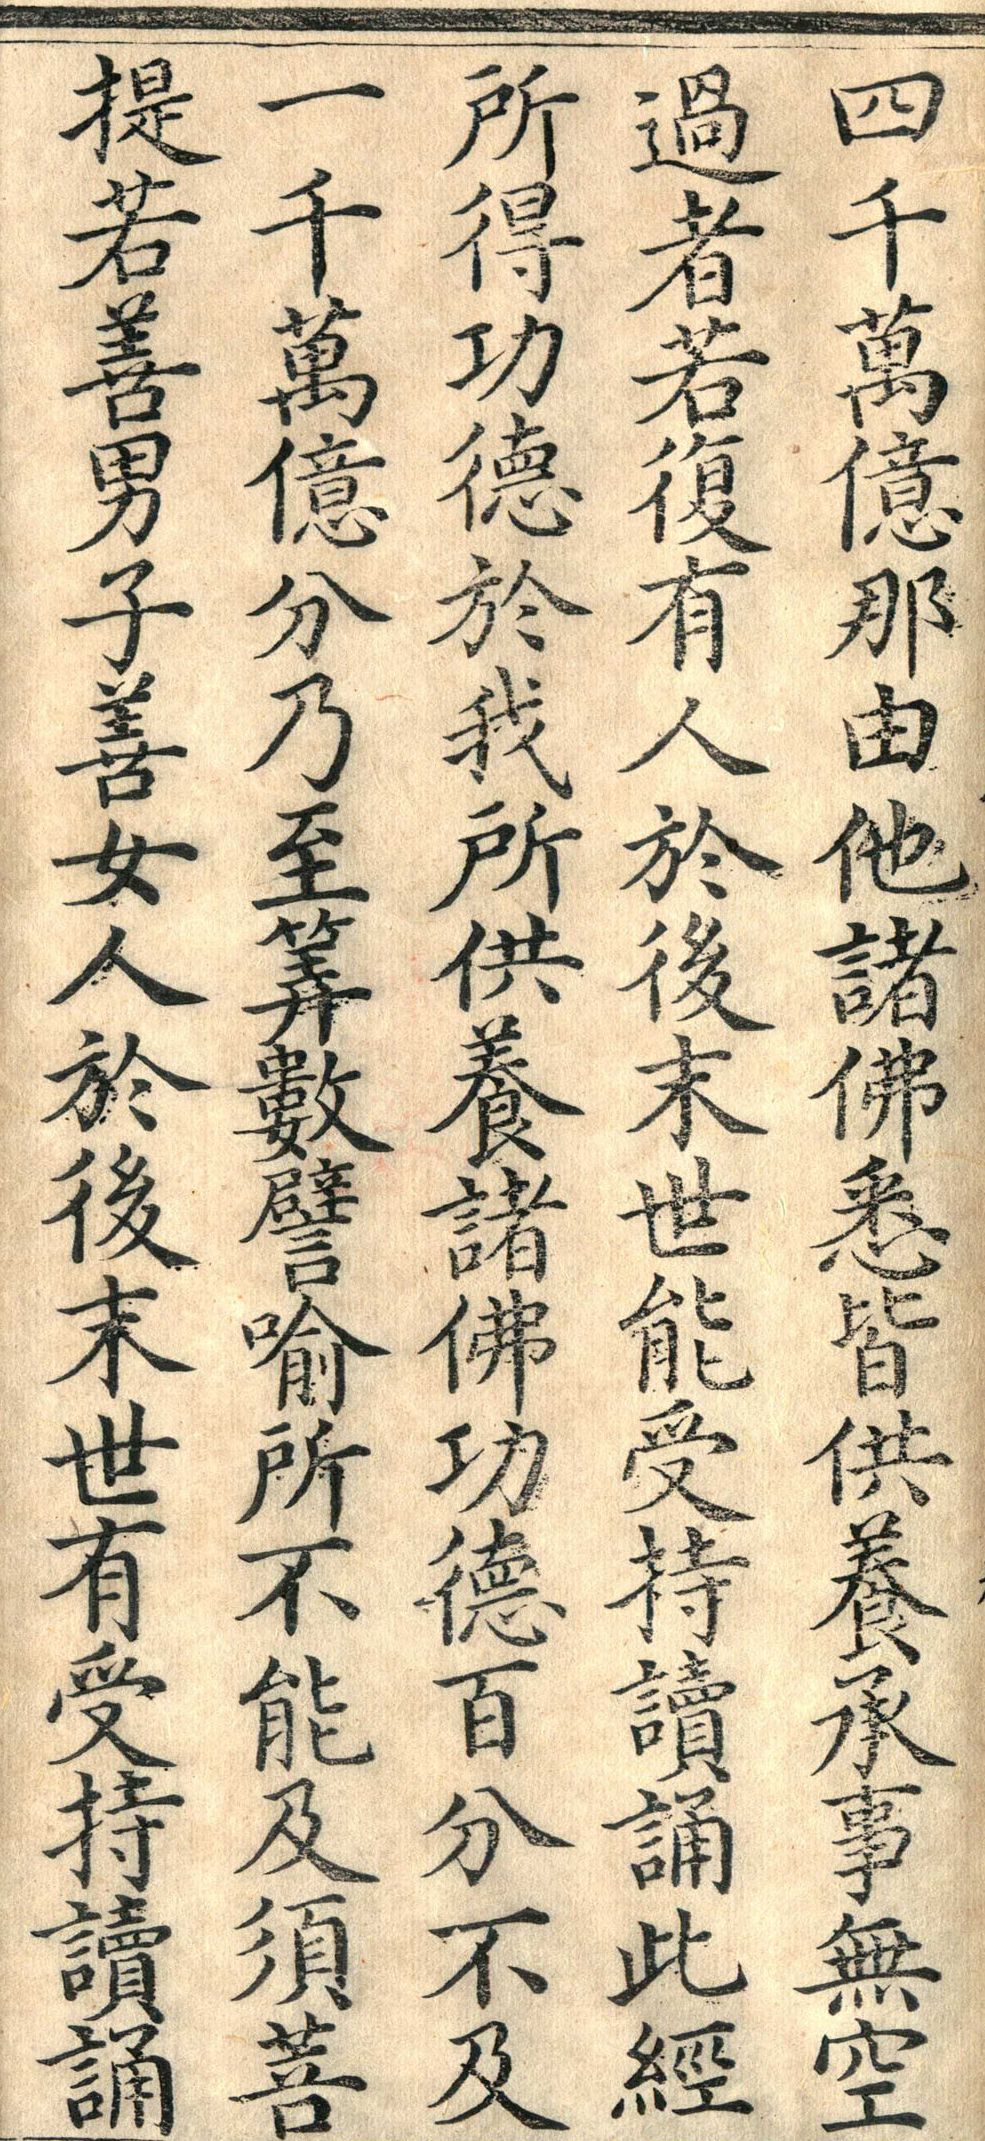 四千萬億那由他諸佛悉皆供養承事無空
過者若復有人於後末世能受持讀誦此經
所得功德於我所供養諸佛功德百分不及
一千萬億分乃至筭數譬喻所不能及須菩
提若善男子善女人於後末世有受持讀誦